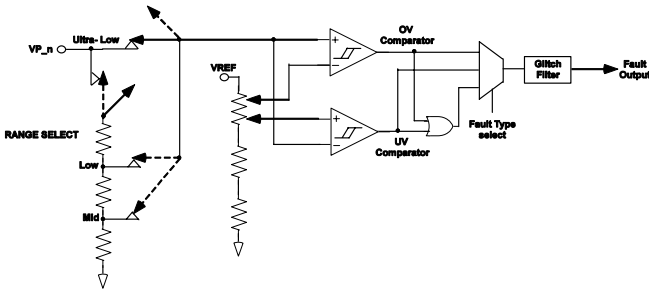 Ultra- Low
VP_n
RANGE SELECT
Low
Mid
VREF
+
−
OV
Comparator
+
−
UV
Comparator
Fault Type
select
Glitch
Filter
Fault
Output